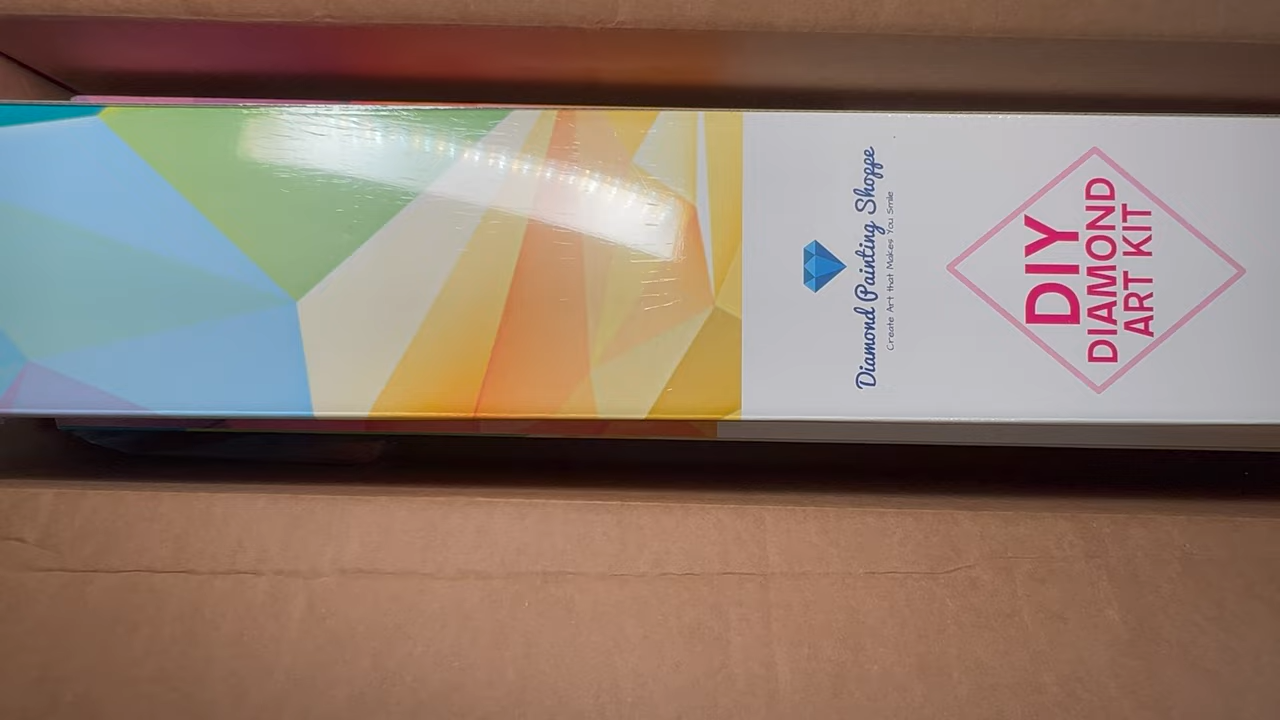 Diamond Painting Shoppe
Create Art that Makes You Smile
DIY
DIAMOND
ART KIT